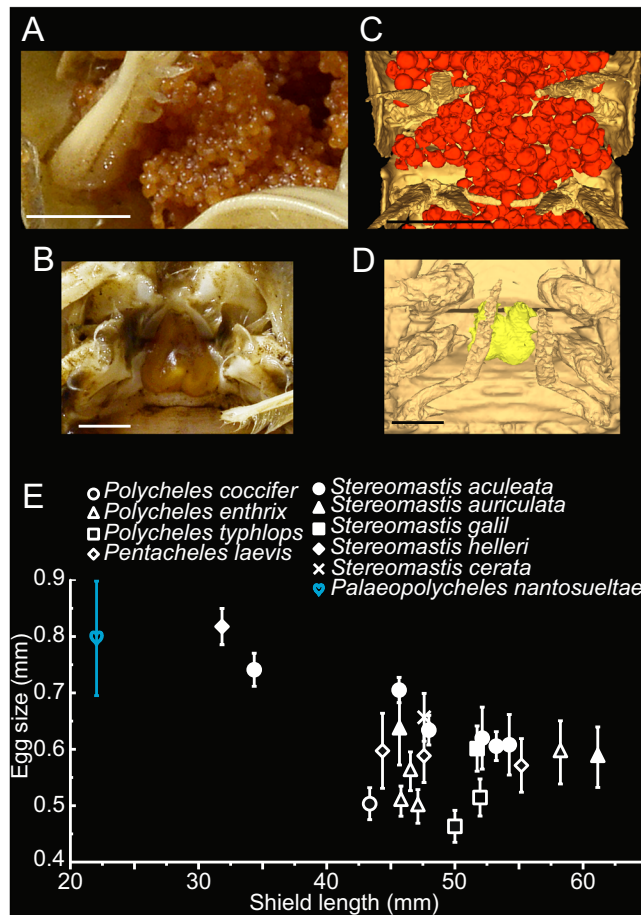 A
C
B
D
E
Polycheles coccifer
Polycheles enthrix
Polycheles typhlops
Pentacheles laevis
Stereomastis aculeata
Stereomastis auriculata
Stereomastis galil
Stereomastis helleri
Stereomastis cerata
Palaeopolycheles nantosueltae
0.9
0.8
0.7
0.6
0.5
0.4
Egg size (mm)
20 30 40 50 60
Shield length (mm)